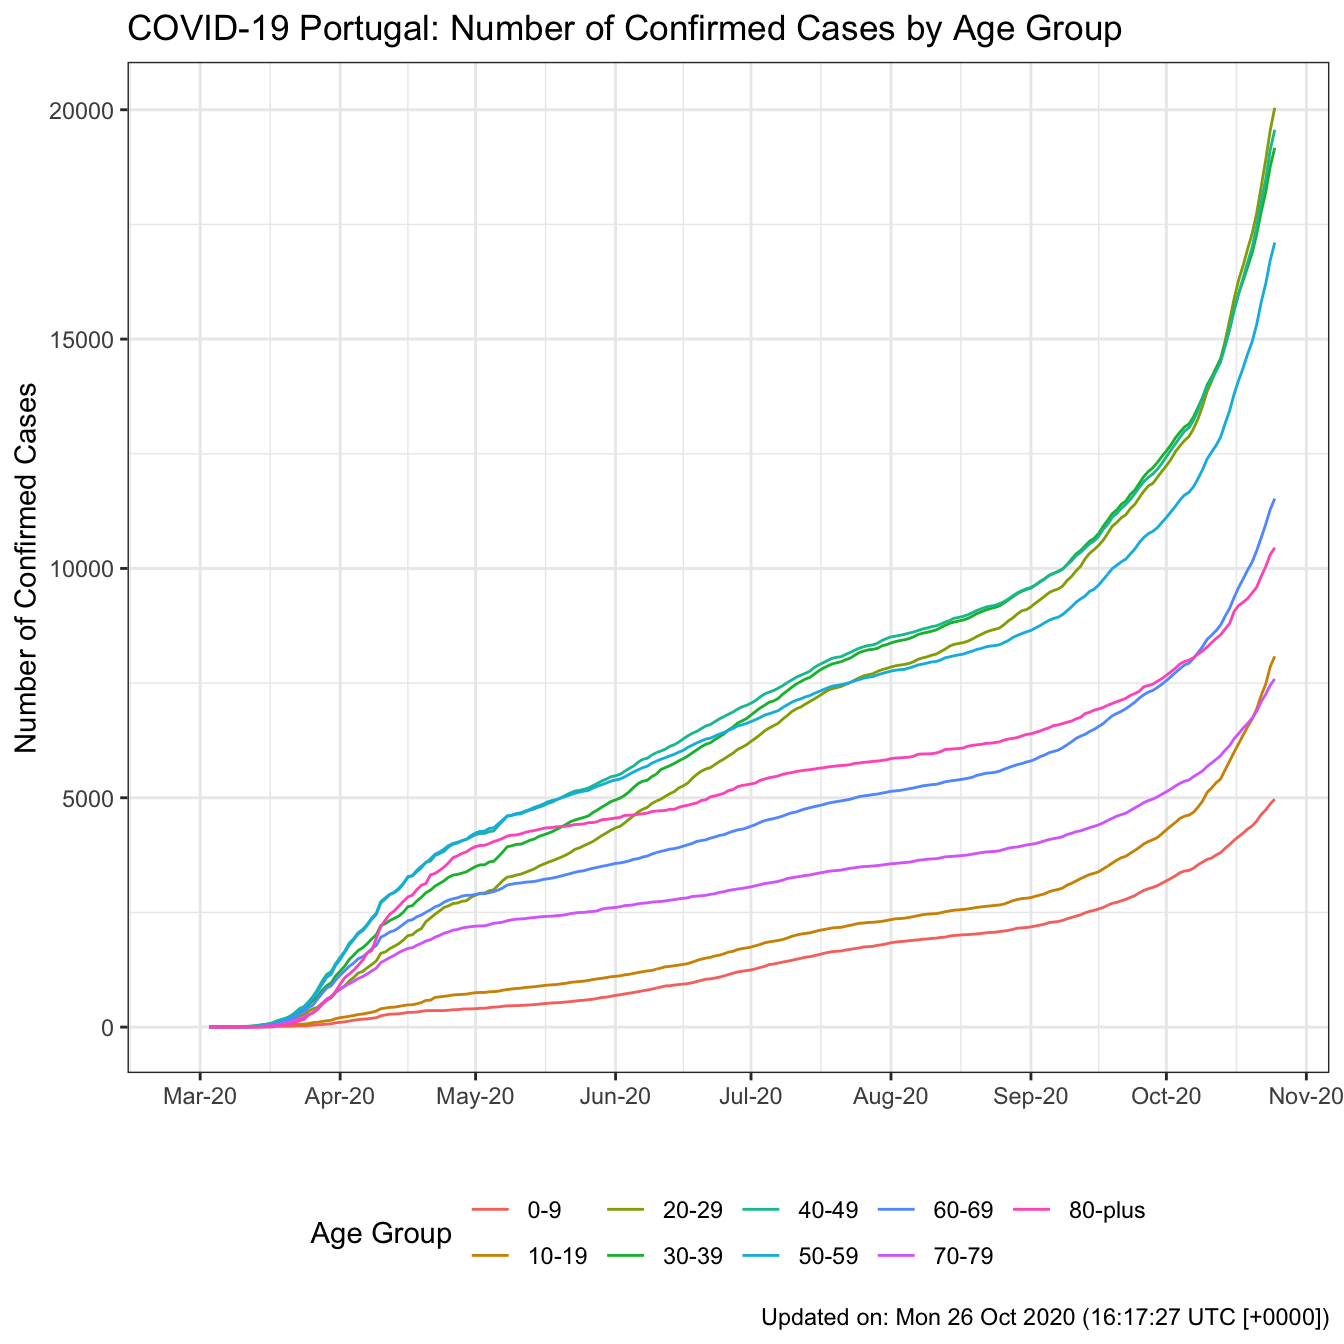 COVID-19 Portugal: Number of Confirmed Cases by Age Group
Number of Confirmed Cases
20000
15000
10000
5000
0
Mar-20 Apr-20 May-20 Jun-20 Jul-20 Aug-20 Sep-20 Oct-20 Nov-20
Age Group
0-9 20-29 40-49 60-69 80-plus
10-19 30-39 50-59 70-79
Updated on: Mon 26 Oct 2020 (16:17:27 UTC [+0000])